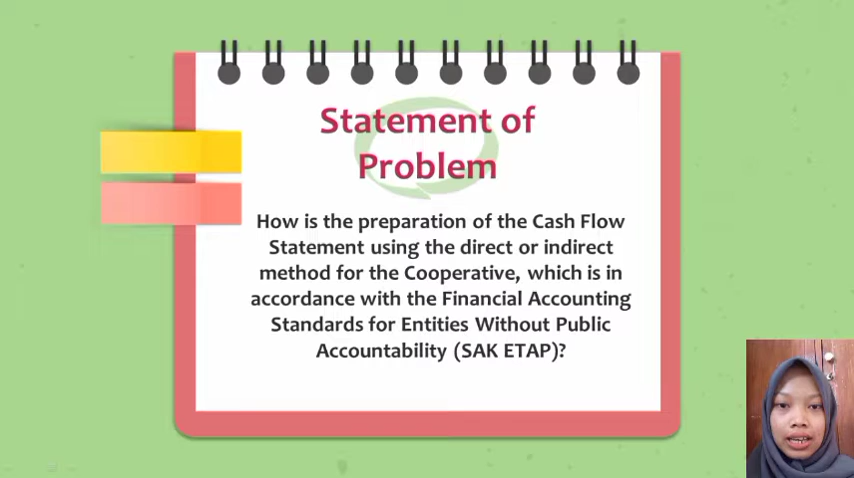 Statement of
Problem
How is the preparation of the Cash Flow
Statement using the direct or indirect
method for the Cooperative, which is in
accordance with the Financial Accounting
Standards for Entities Without Public
Accountability (SAK ETAP)?